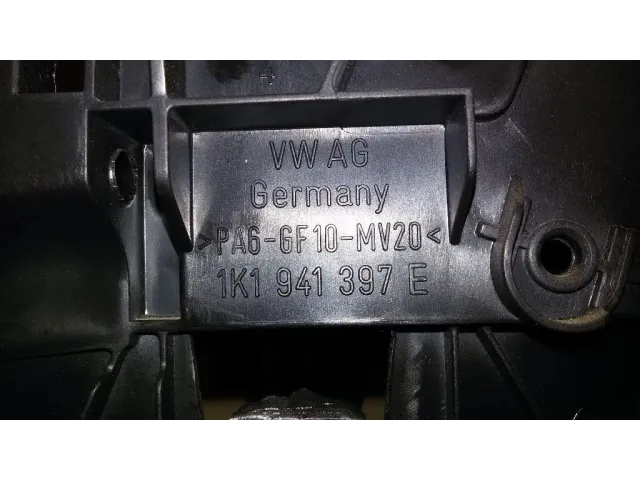 VW AG
Germany
>PA6-GF10-MV20<
1K1 941 397 E